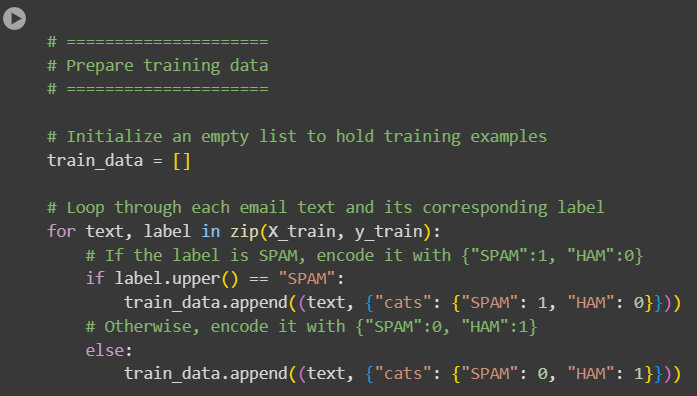 # =====================
# Prepare training data
# =====================
# Initialize an empty list to hold training examples
train_data = []
# Loop through each email text and its corresponding label
for text, label in zip(X_train, y_train):
# If the label is SPAM, encode it with {"SPAM":1, "HAM":0}
if label.upper() == "SPAM":
train_data.append((text, {"cats": {"SPAM": 1, "HAM": 0}}))
# Otherwise, encode it with {"SPAM":0, "HAM":1}
else:
train_data.append((text, {"cats": {"SPAM": 0, "HAM": 1}}))